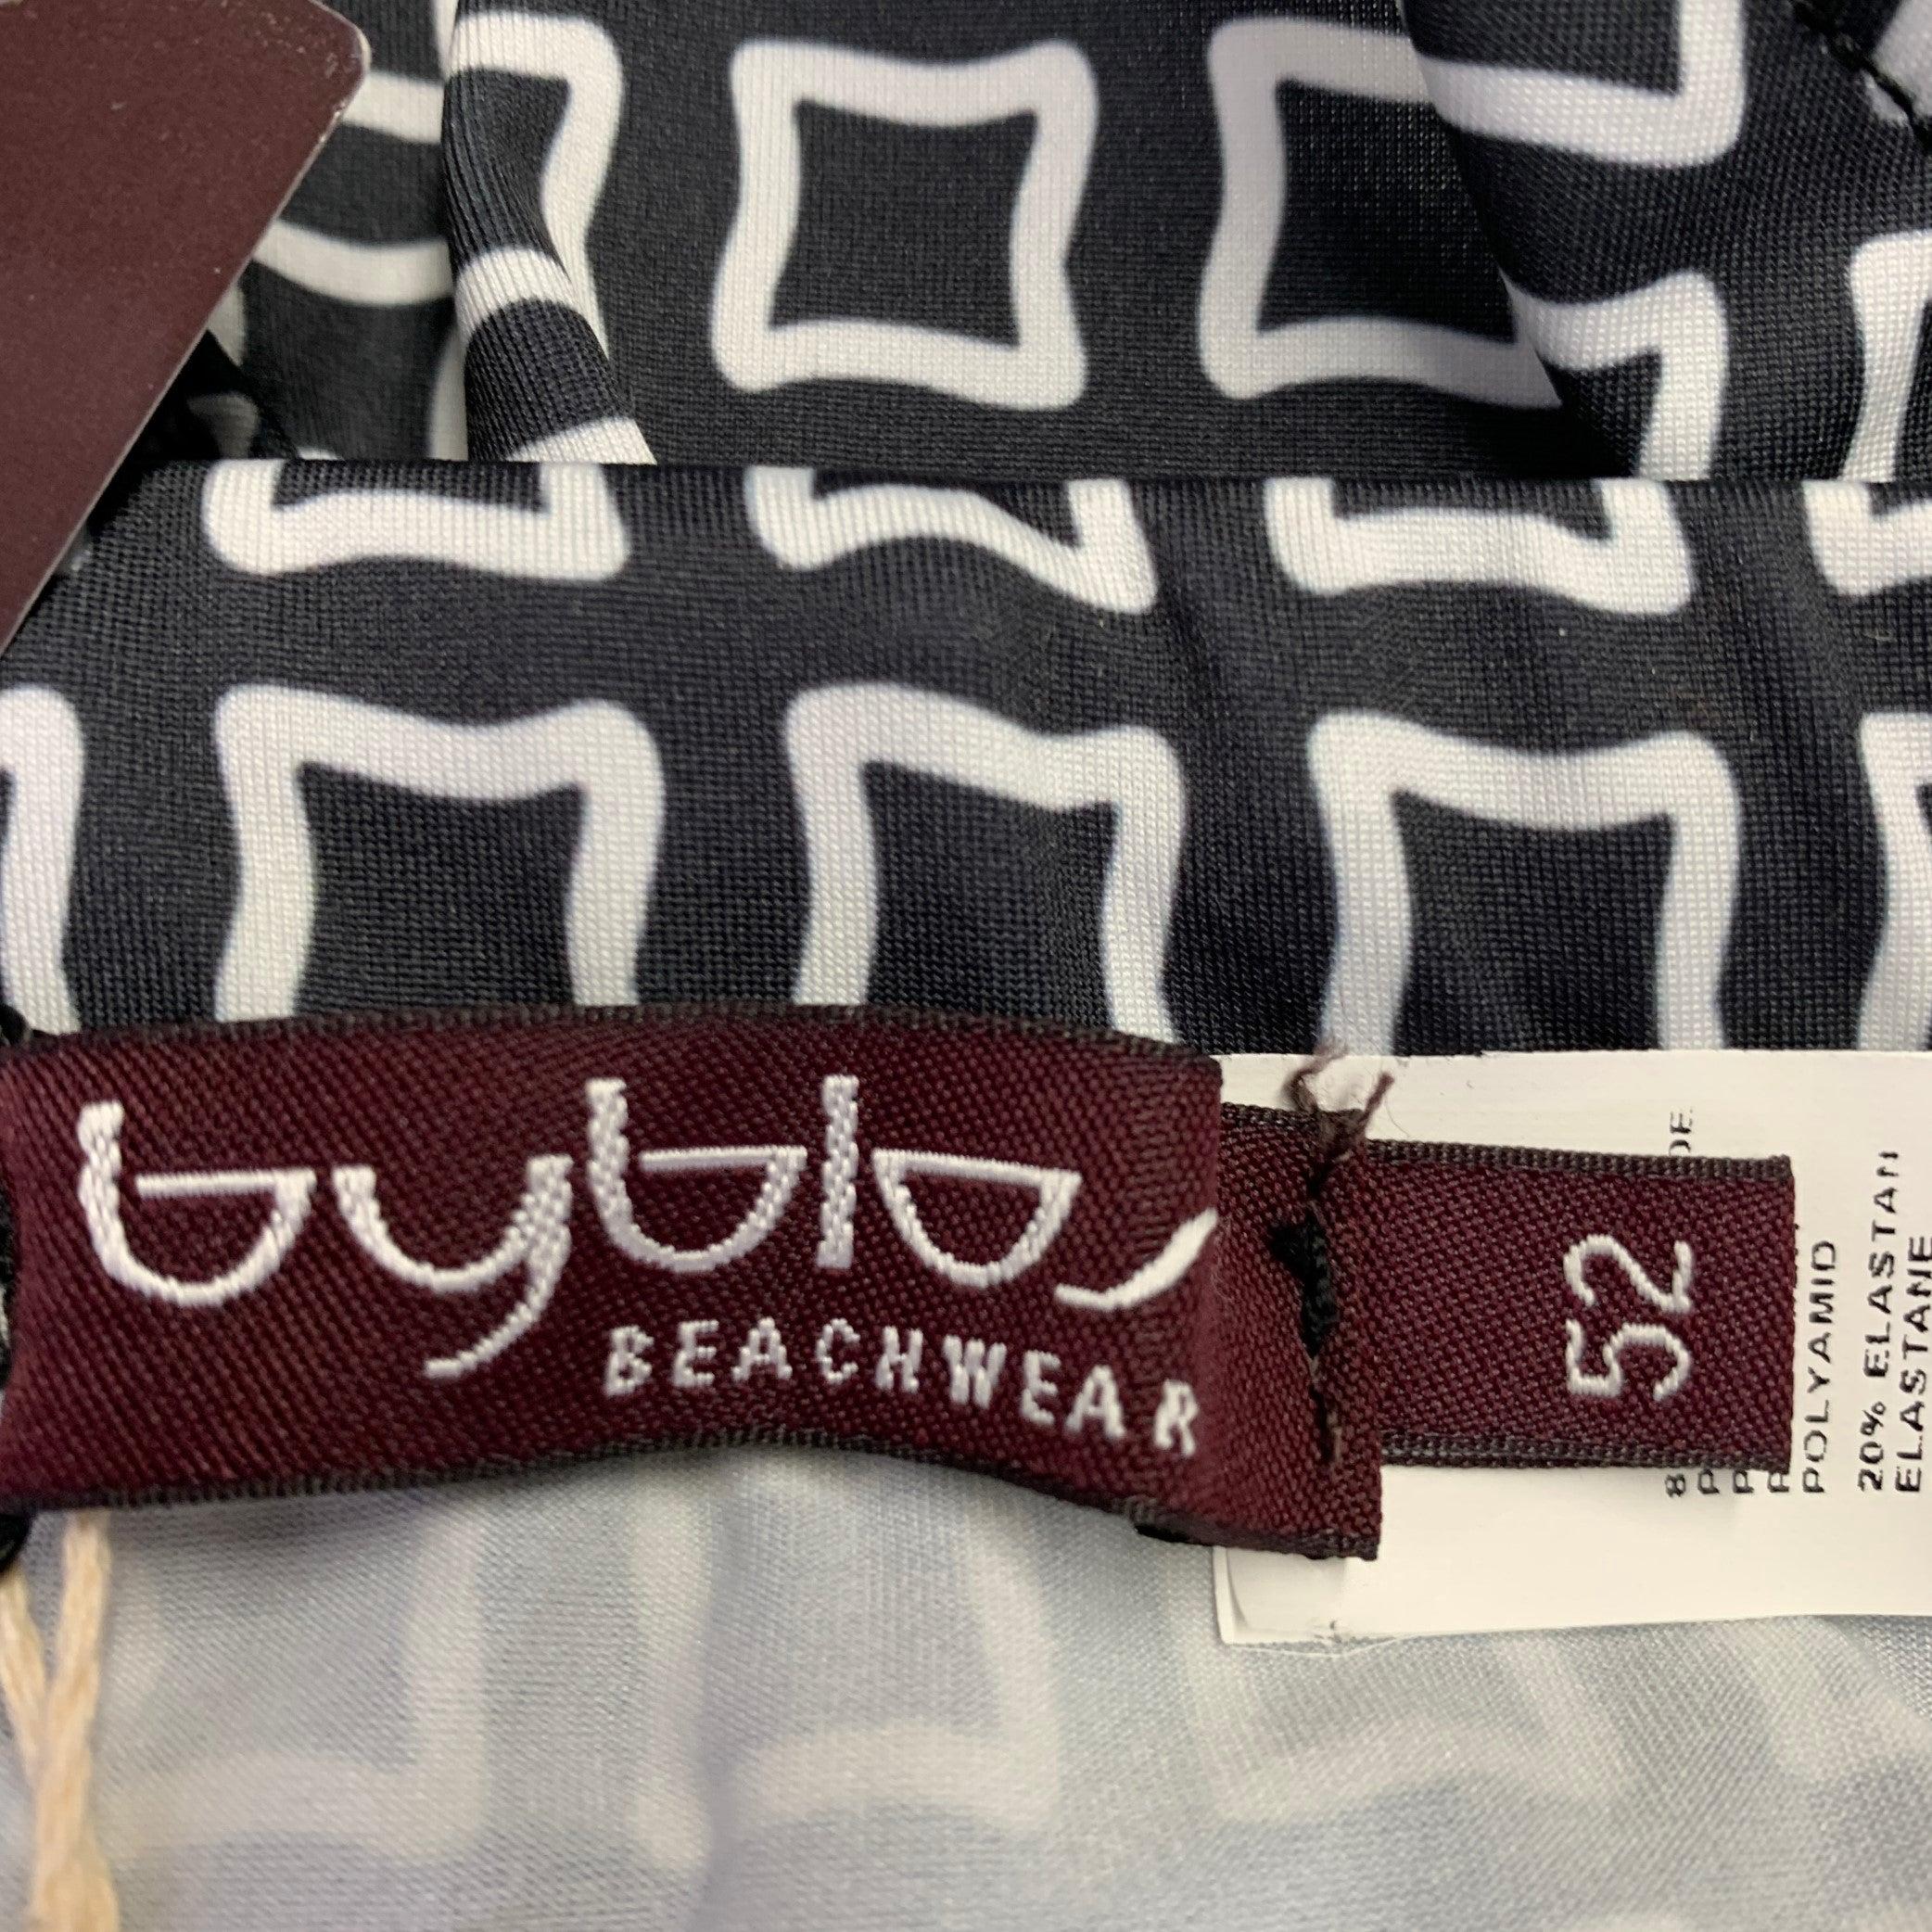 byblos
BEACHWEAR
52
POLYAMID
20% ELASTAN
ELASTANE